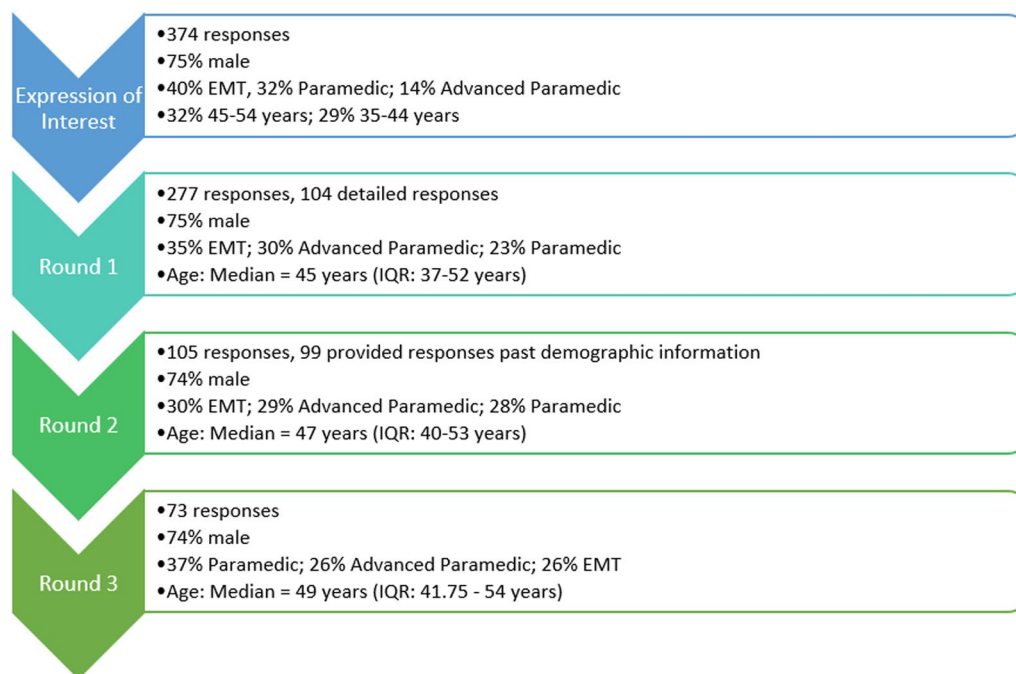 Expression of
Interest
•374 responses
•75% male
•40% EMT, 32% Paramedic; 14% Advanced Paramedic
•32% 45-54 years; 29% 35-44 years
Round 1
•277 responses, 104 detailed responses
•75% male
•35% EMT; 30% Advanced Paramedic; 23% Paramedic
•Age: Median = 45 years (IQR: 37-52 years)
Round 2
•105 responses, 99 provided responses past demographic information
•74% male
•30% EMT; 29% Advanced Paramedic; 28% Paramedic
•Age: Median = 47 years (IQR: 40-53 years)
Round 3
•73 responses
•74% male
•37% Paramedic; 26% Advanced Paramedic; 26% EMT
•Age: Median = 49 years (IQR: 41.75 - 54 years)